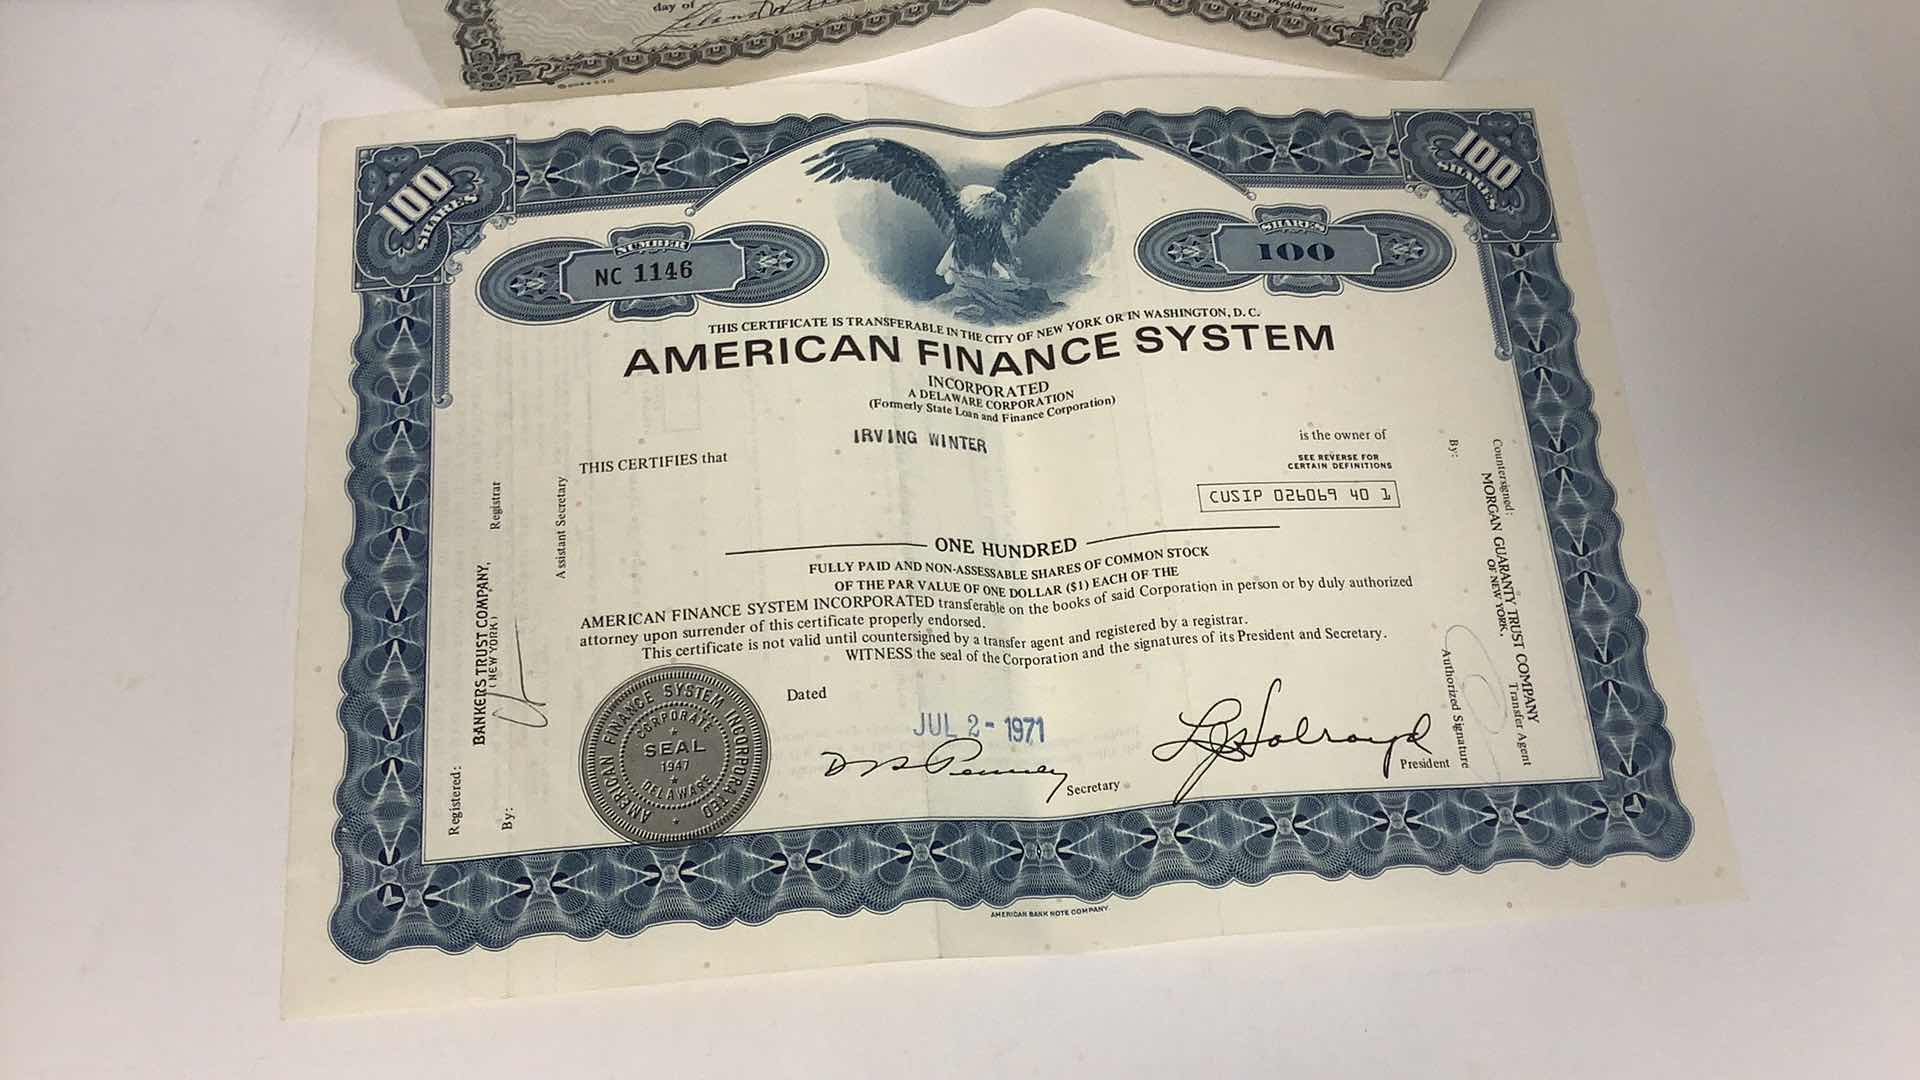 day of
President
100
SHARES
100
SHARES
NUMBER
NC 1146
SHARES
100
THIS CERTIFICATE IS TRANSFERABLE IN THE CITY OF NEW YORK OR IN WASHINGTON, D. C.
AMERICAN FINANCE SYSTEM
INCORPORATED
A DELAWARE CORPORATION
(Formerly State Loan and Finance Corporation)
IRVING WINTER
THIS CERTIFIES that
is the owner of
SEE REVERSE FOR
CERTAIN DEFINITIONS
CUSIP 026069 40 1
ONE HUNDRED
FULLY PAID AND NON-ASSESSABLE SHARES OF COMMON STOCK
OF THE PAR VALUE OF ONE DOLLAR ($1) EACH OF THE
AMERICAN FINANCE SYSTEM INCORPORATED transferable on the books of said Corporation in person or by duly authorized
attorney upon surrender of this certificate properly endorsed.
This certificate is not valid until countersigned by a transfer agent and registered by a registrar.
WITNESS the seal of the Corporation and the signatures of its President and Secretary.
Dated
JUL 2 - 1971
Secretary
President
AMERICAN FINANCE SYSTEM INCORPORATED
CORPORATE
SEAL
1947
DELAWARE
Registered:
BANKERS TRUST COMPANY,
(NEW YORK)
Registrar
By:
Assistant Secretary
Countersigned:
MORGAN GUARANTY TRUST COMPANY
OF NEW YORK,
Transfer Agent
By:
Authorized Signature
AMERICAN BANK NOTE COMPANY.